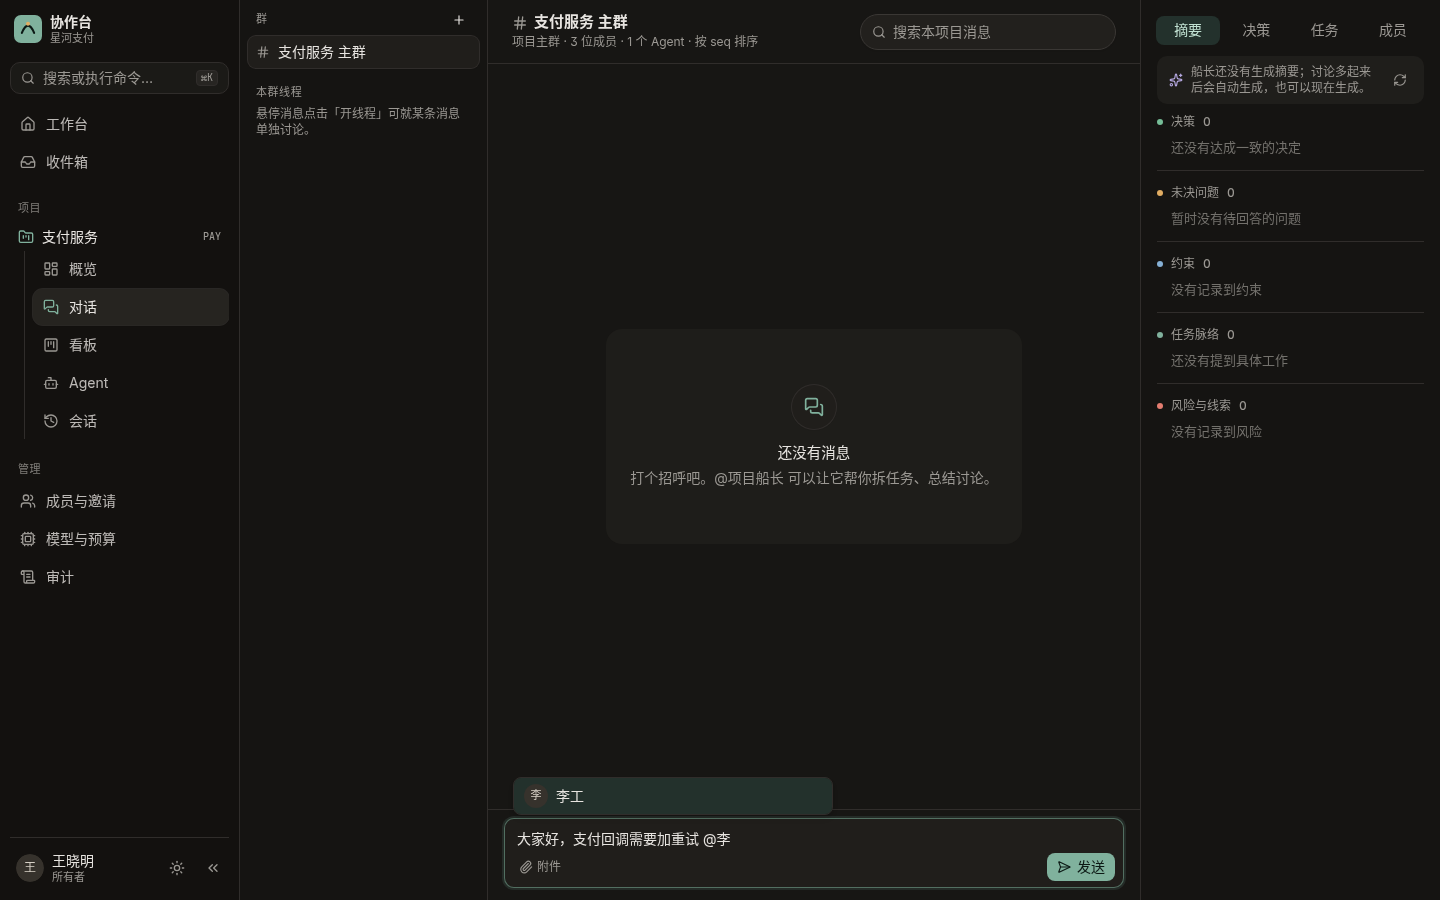 协作台
星河支付
搜索或执行命令...
⌘K
工作台
收件箱
项目
支付服务
PAY
概览
对话
看板
Agent
会话
管理
成员与邀请
模型与预算
审计
王
王晓明
所有者
群
支付服务 主群
本群线程
悬停消息点击「开线程」可就某条消息
单独讨论。
支付服务 主群
项目主群 · 3 位成员 · 1 个 Agent · 按 seq 排序
搜索本项目消息
还没有消息
打个招呼吧。@项目船长 可以让它帮你拆任务、总结讨论。
李
李工
大家好，支付回调需要加重试 @李
附件
发送
摘要
决策
任务
成员
船长还没有生成摘要；讨论多起来
后会自动生成，也可以现在生成。
决策 0
还没有达成一致的决定
未决问题 0
暂时没有待回答的问题
约束 0
没有记录到约束
任务脉络 0
还没有提到具体工作
风险与线索 0
没有记录到风险